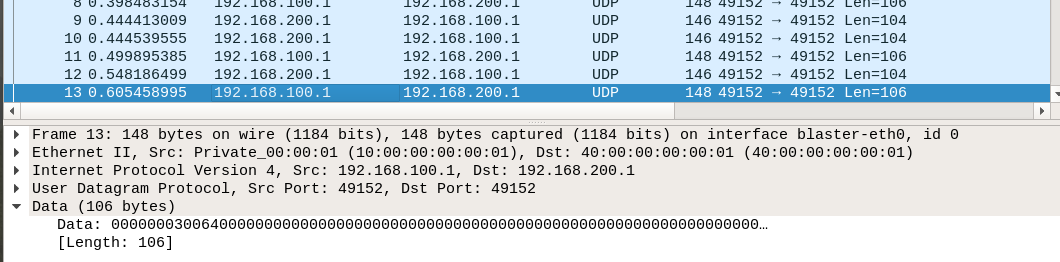 8 0.398483154 192.168.100.1 192.168.200.1 UDP 148 49152 → 49152 Len=106
9 0.444413009 192.168.200.1 192.168.100.1 UDP 146 49152 → 49152 Len=104
10 0.444539555 192.168.200.1 192.168.100.1 UDP 146 49152 → 49152 Len=104
11 0.499895385 192.168.100.1 192.168.200.1 UDP 148 49152 → 49152 Len=106
12 0.548186499 192.168.200.1 192.168.100.1 UDP 146 49152 → 49152 Len=104
13 0.605458995 192.168.100.1 192.168.200.1 UDP 148 49152 → 49152 Len=106
Frame 13: 148 bytes on wire (1184 bits), 148 bytes captured (1184 bits) on interface blaster-eth0, id 0
Ethernet II, Src: Private_00:00:01 (10:00:00:00:00:01), Dst: 40:00:00:00:00:01 (40:00:00:00:00:01)
Internet Protocol Version 4, Src: 192.168.100.1, Dst: 192.168.200.1
User Datagram Protocol, Src Port: 49152, Dst Port: 49152
Data (106 bytes)
Data: 000000030064000000000000000000000000000000000000000000000000000000000000…
[Length: 106]